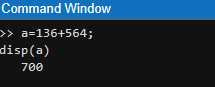 Command Window
>> a=136+564;
disp(a)
   700